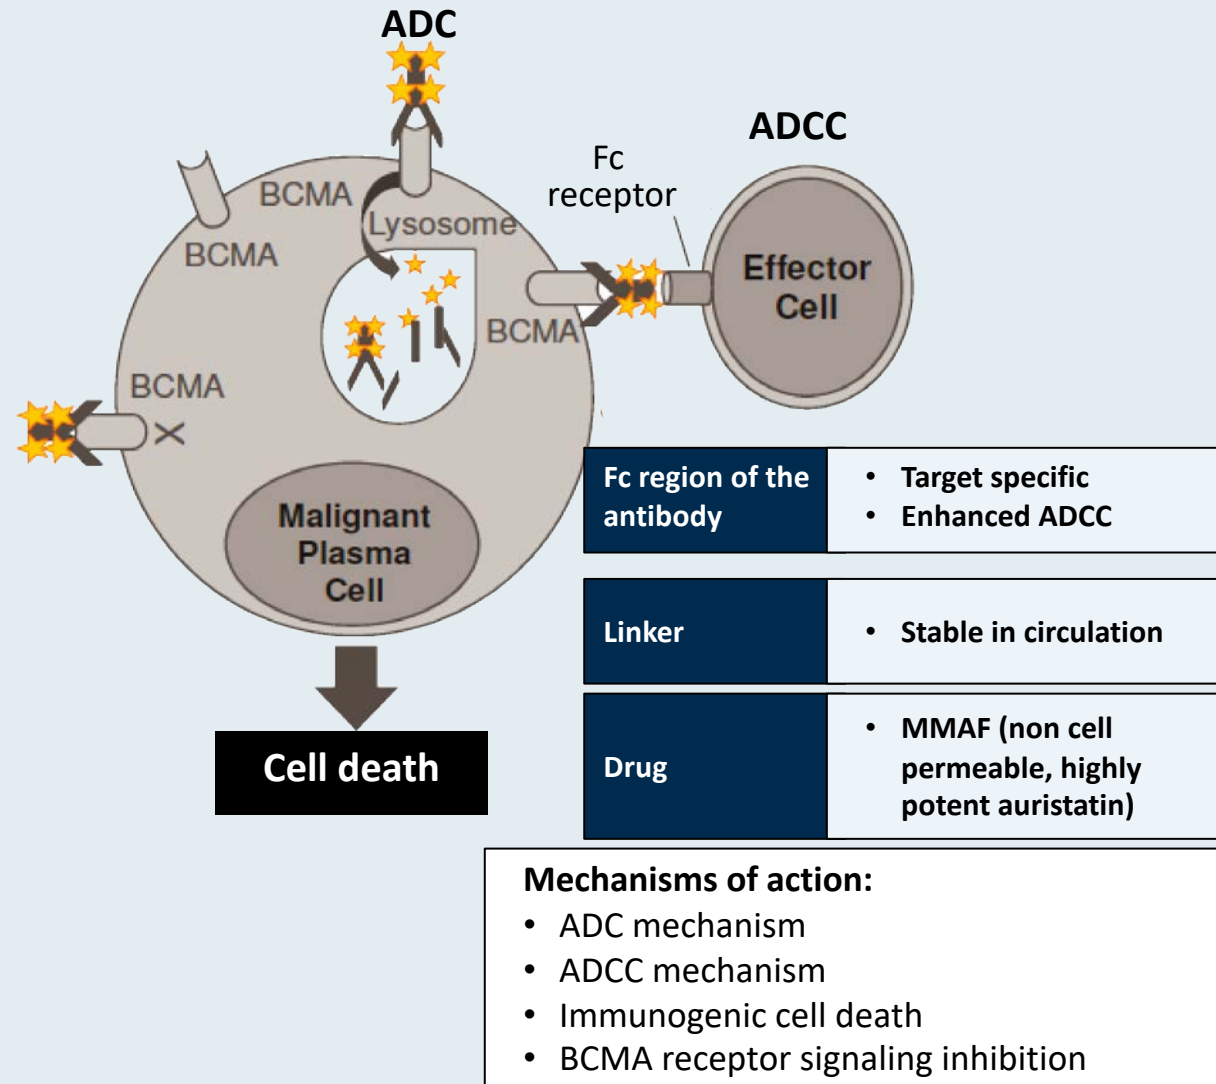 ADC
ADCC
Fc
receptor
BCMA
Lysosome
BCMA
Effector
Cell
BCMA
BCMA
X
Malignant
Plasma
Cell
Cell death
Fc region of the
antibody
• Target specific
• Enhanced ADCC
Linker
• Stable in circulation
Drug
• MMAF (non cell
permeable, highly
potent auristatin)
Mechanisms of action:
• ADC mechanism
• ADCC mechanism
• Immunogenic cell death
• BCMA receptor signaling inhibition